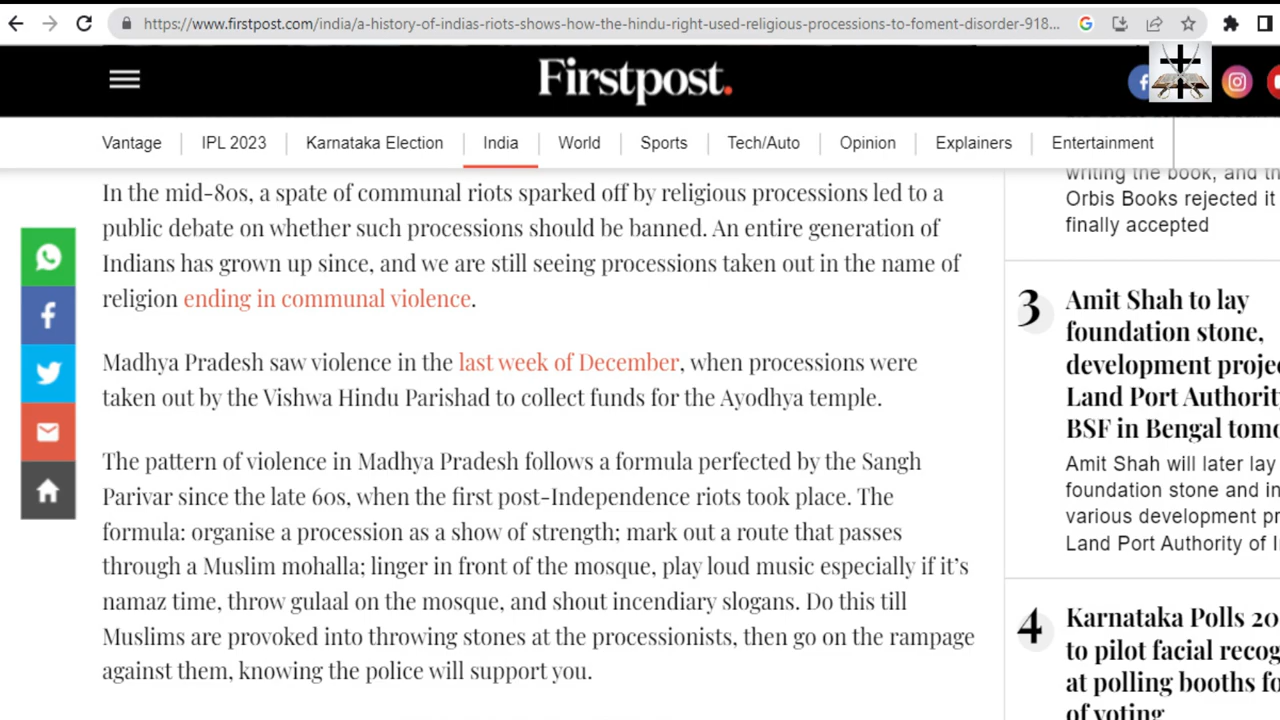 https://www.firstpost.com/india/a-history-of-indias-riots-shows-how-the-hindu-right-used-religious-processions-to-foment-disorder-918...
Firstpost.
Vantage
IPL 2023
Karnataka Election
India
World
Sports
Tech/Auto
Opinion
Explainers
Entertainment
In the mid-80s, a spate of communal riots sparked off by religious processions led to a
public debate on whether such processions should be banned. An entire generation of
Indians has grown up since, and we are still seeing processions taken out in the name of
religion ending in communal violence.
Madhya Pradesh saw violence in the last week of December, when processions were
taken out by the Vishwa Hindu Parishad to collect funds for the Ayodhya temple.
The pattern of violence in Madhya Pradesh follows a formula perfected by the Sangh
Parivar since the late 60s, when the first post-Independence riots took place. The
formula: organise a procession as a show of strength; mark out a route that passes
through a Muslim mohalla; linger in front of the mosque, play loud music especially if it’s
namaz time, throw gulaal on the mosque, and shout incendiary slogans. Do this till
Muslims are provoked into throwing stones at the processionists, then go on the rampage
against them, knowing the police will support you.
writing the book, and th
Orbis Books rejected it
finally accepted
3
Amit Shah to lay
foundation stone,
development proje
Land Port Authority
BSF in Bengal tomo
Amit Shah will later lay
foundation stone and in
various development pr
Land Port Authority of I
4
Karnataka Polls 20
to pilot facial recog
at polling booths fo
of voting